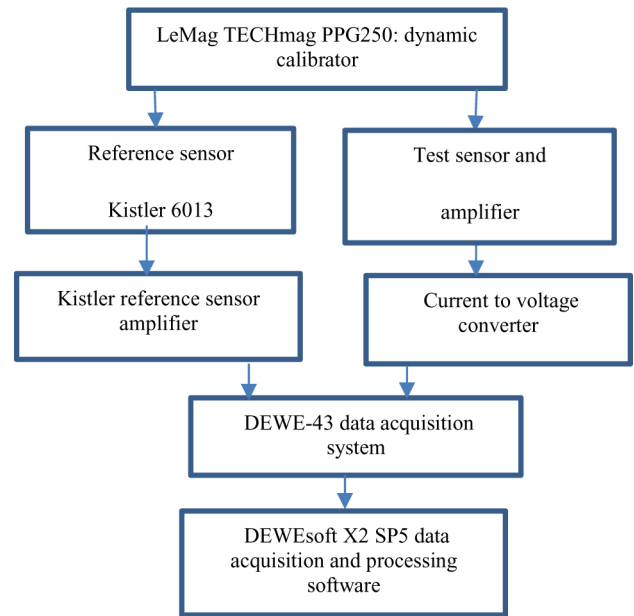 LeMag TECHmag PPG250: dynamic
calibrator
Reference sensor
Kistler 6013
Test sensor and
amplifier
Kistler reference sensor
amplifier
Current to voltage
converter
DEWE-43 data acquisition
system
DEWEsoft X2 SP5 data
acquisition and processing
software